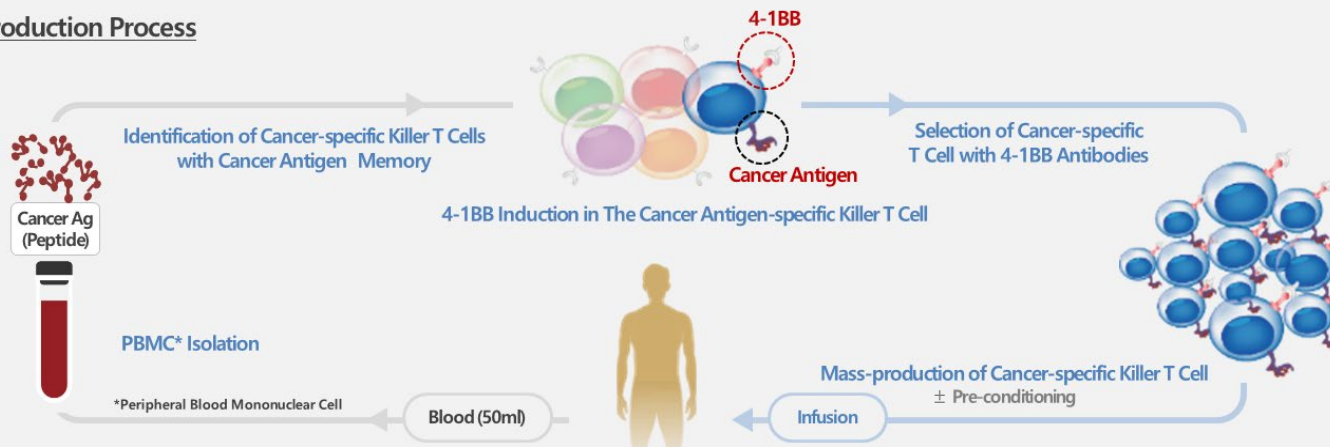 roduction Process
4-1BB
Identification of Cancer-specific Killer T Cells
with Cancer Antigen Memory
Selection of Cancer-specific
T Cell with 4-1BB Antibodies
Cancer Antigen
Cancer Ag
(Peptide)
4-1BB Induction in The Cancer Antigen-specific Killer T Cell
PBMC* Isolation
Mass-production of Cancer-specific Killer T Cell
± Pre-conditioning
*Peripheral Blood Mononuclear Cell
Blood (50ml)
Infusion